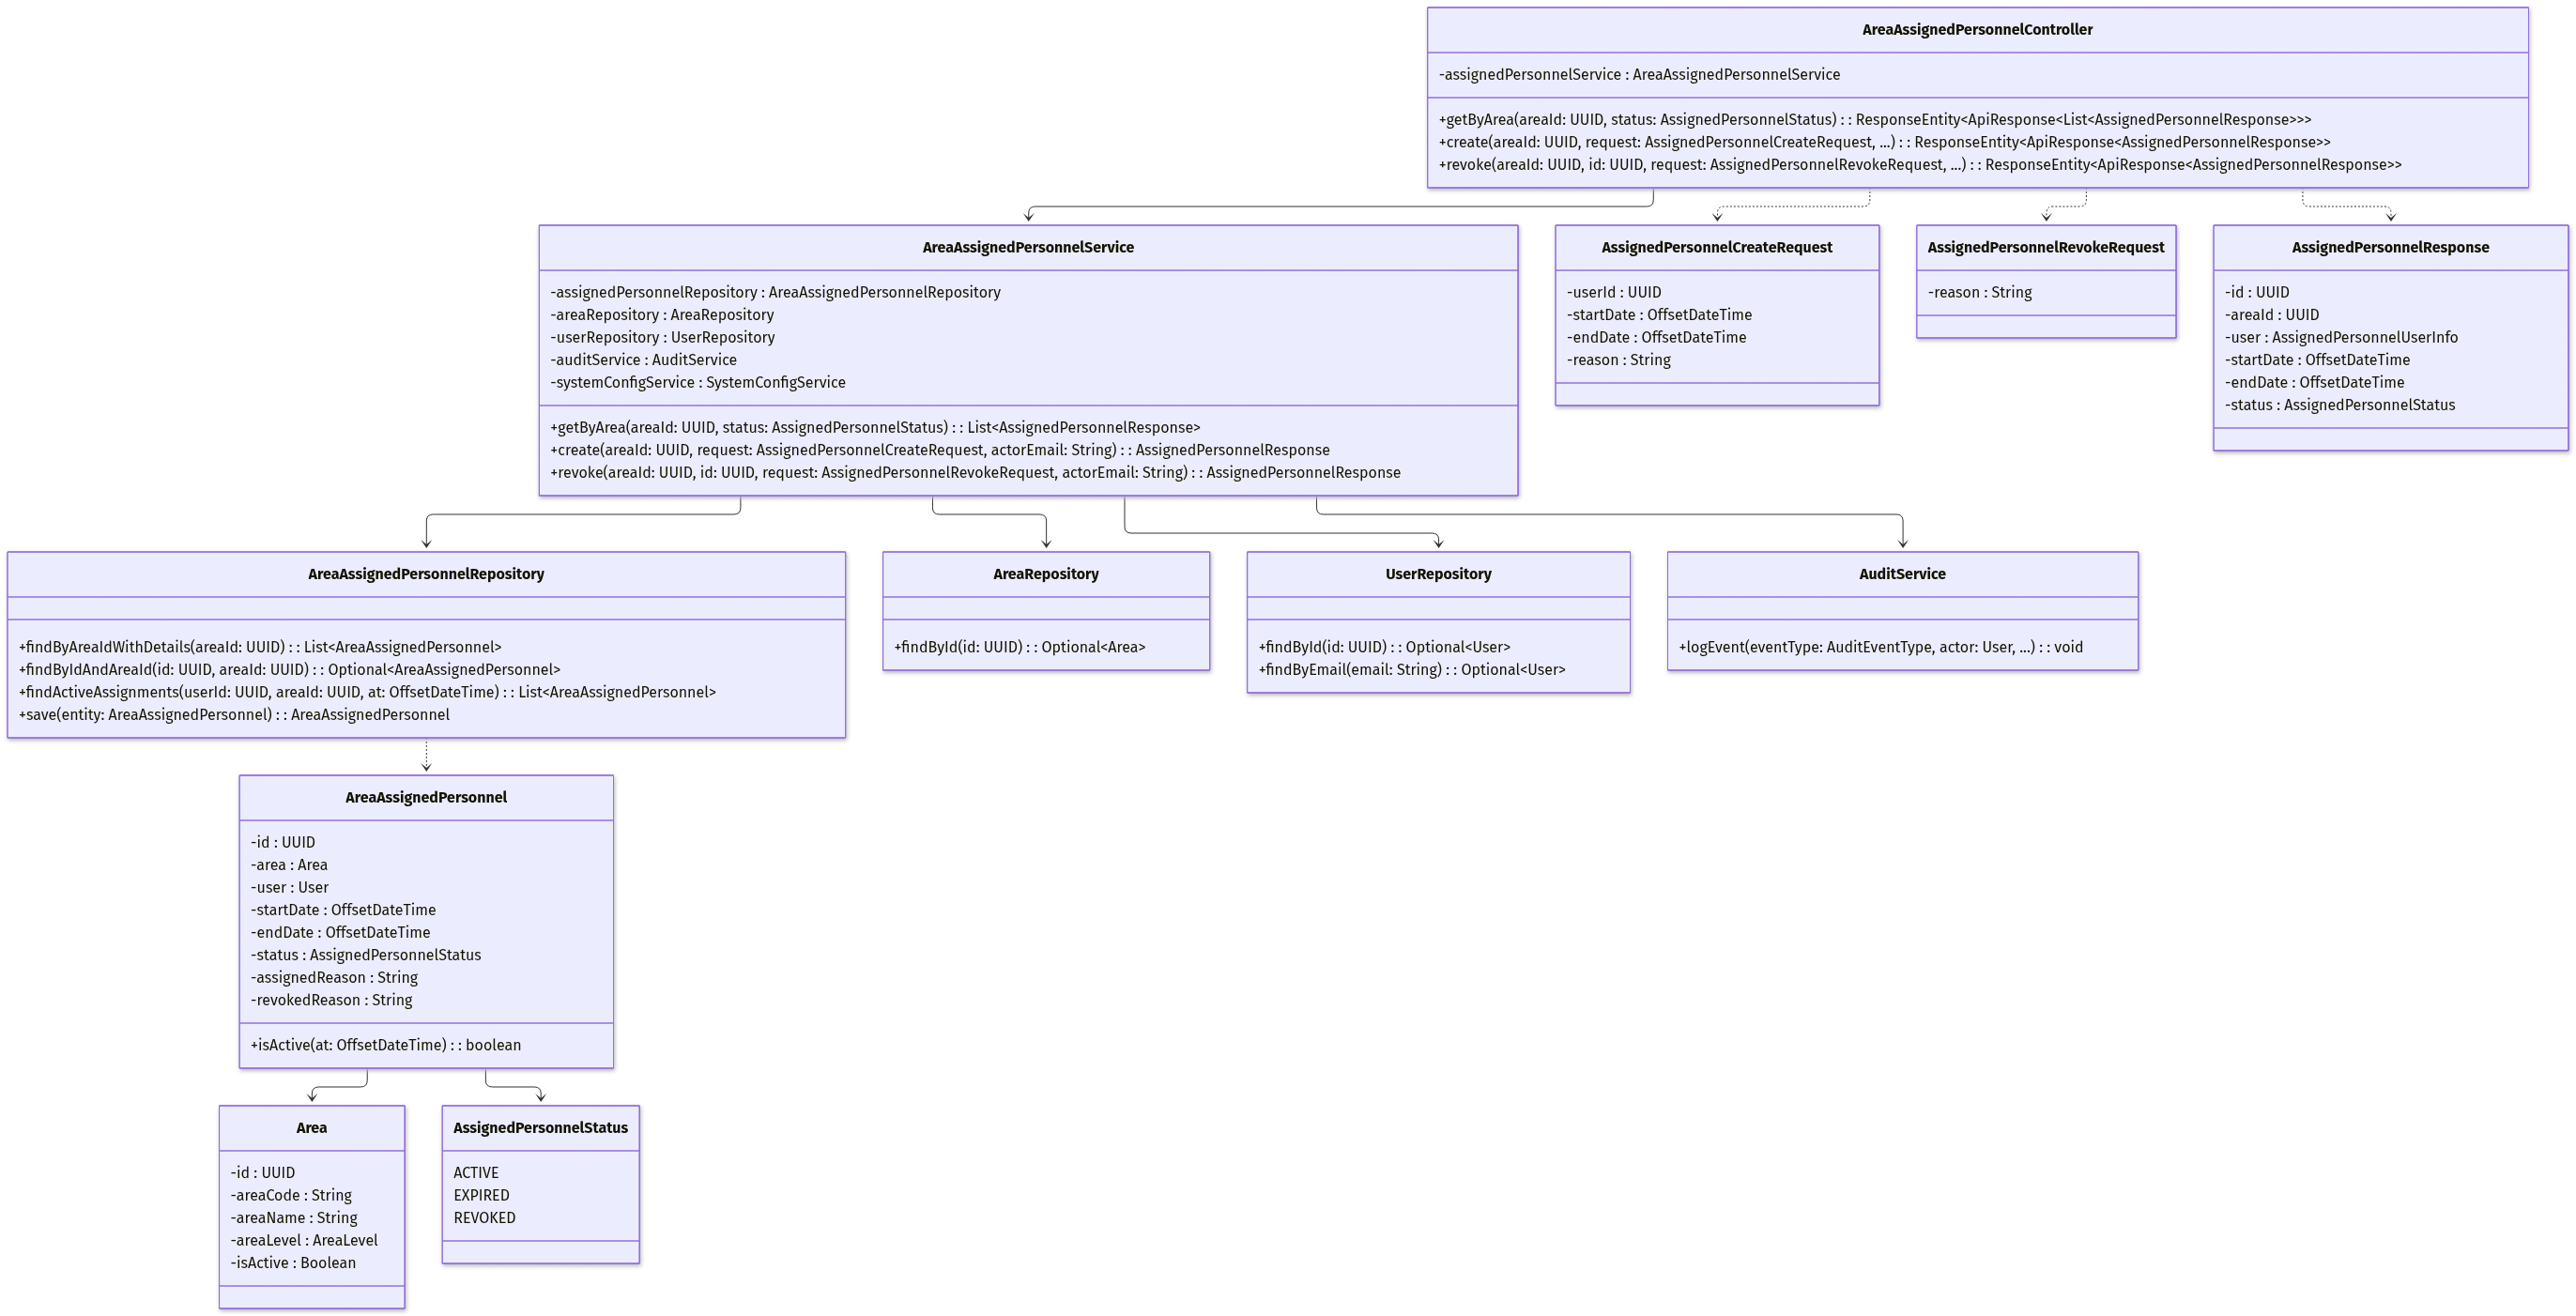 AreaAssignedPersonnelController
-assignedPersonnelService : AreaAssignedPersonnelService
+getByArea(areaId: UUID, status: AssignedPersonnelStatus) : : ResponseEntity<ApiResponse<List<AssignedPersonnelResponse>>>
+create(areaId: UUID, request: AssignedPersonnelCreateRequest, ...) : : ResponseEntity<ApiResponse<AssignedPersonnelResponse>>
+revoke(areaId: UUID, id: UUID, request: AssignedPersonnelRevokeRequest, ...) : : ResponseEntity<ApiResponse<AssignedPersonnelResponse>>
AreaAssignedPersonnelService
-assignedPersonnelRepository : AreaAssignedPersonnelRepository
-areaRepository : AreaRepository
-userRepository : UserRepository
-auditService : AuditService
-systemConfigService : SystemConfigService
+getByArea(areaId: UUID, status: AssignedPersonnelStatus) : : List<AssignedPersonnelResponse>
+create(areaId: UUID, request: AssignedPersonnelCreateRequest, actorEmail: String) : : AssignedPersonnelResponse
+revoke(areaId: UUID, id: UUID, request: AssignedPersonnelRevokeRequest, actorEmail: String) : : AssignedPersonnelResponse
AssignedPersonnelCreateRequest
-userId : UUID
-startDate : OffsetDateTime
-endDate : OffsetDateTime
-reason : String
AssignedPersonnelRevokeRequest
-reason : String
AssignedPersonnelResponse
-id : UUID
-areaId : UUID
-user : AssignedPersonnelUserInfo
-startDate : OffsetDateTime
-endDate : OffsetDateTime
-status : AssignedPersonnelStatus
AreaAssignedPersonnelRepository
+findByAreaIdWithDetails(areaId: UUID) : : List<AreaAssignedPersonnel>
+findByIdAndAreaId(id: UUID, areaId: UUID) : : Optional<AreaAssignedPersonnel>
+findActiveAssignments(userId: UUID, areaId: UUID, at: OffsetDateTime) : : List<AreaAssignedPersonnel>
+save(entity: AreaAssignedPersonnel) : : AreaAssignedPersonnel
AreaRepository
+findById(id: UUID) : : Optional<Area>
UserRepository
+findById(id: UUID) : : Optional<User>
+findByEmail(email: String) : : Optional<User>
AuditService
+logEvent(eventType: AuditEventType, actor: User, ...) : : void
AreaAssignedPersonnel
-id : UUID
-area : Area
-user : User
-startDate : OffsetDateTime
-endDate : OffsetDateTime
-status : AssignedPersonnelStatus
-assignedReason : String
-revokedReason : String
+isActive(at: OffsetDateTime) : : boolean
Area
-id : UUID
-areaCode : String
-areaName : String
-areaLevel : AreaLevel
-isActive : Boolean
AssignedPersonnelStatus
ACTIVE
EXPIRED
REVOKED